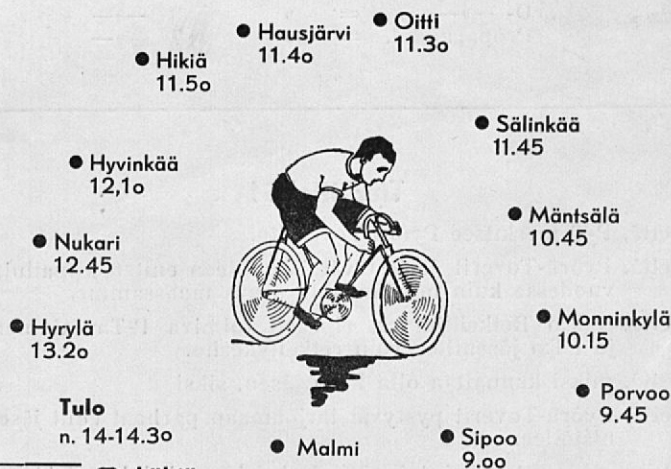 Oitti
11.3o
Hausjärvi
11.4o
Hikiä
11.5o
Sälinkää
11.45
Hyvinkää
12,1o
Mäntsälä
10.45
Nukari
12.45
Monninkylä
10.15
Hyrylä
13.2o
Porvoo
9.45
Tulo
n. 14-14.3o
Sipoo
9.oo
Malmi